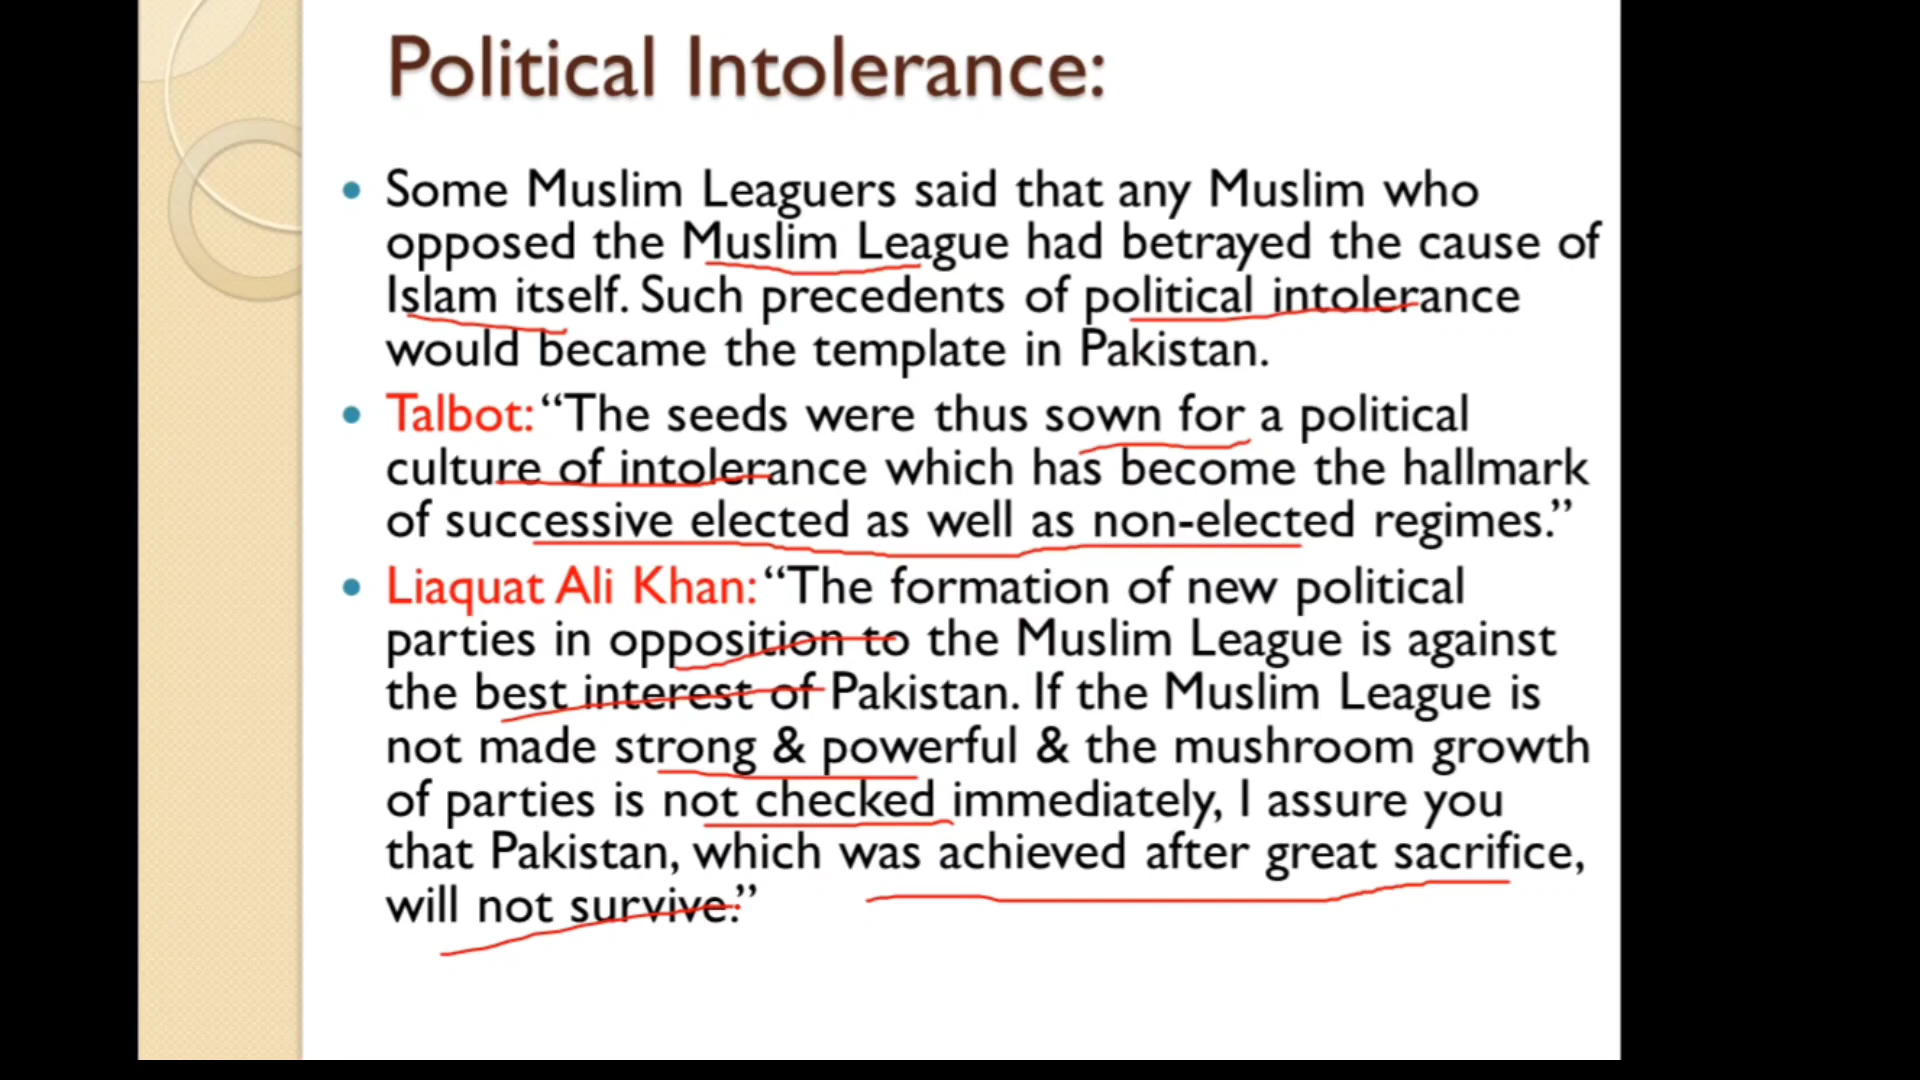 Political Intolerance:
• Some Muslim Leaguers said that any Muslim who
opposed the Muslim League had betrayed the cause of
Islam itself. Such precedents of political intolerance
would became the template in Pakistan.
• Talbot: “The seeds were thus sown for a political
culture of intolerance which has become the hallmark
of successive elected as well as non-elected regimes.”
• Liaquat Ali Khan: “The formation of new political
parties in opposition to the Muslim League is against
the best interest of Pakistan. If the Muslim League is
not made strong & powerful & the mushroom growth
of parties is not checked immediately, I assure you
that Pakistan, which was achieved after great sacrifice,
will not survive.”